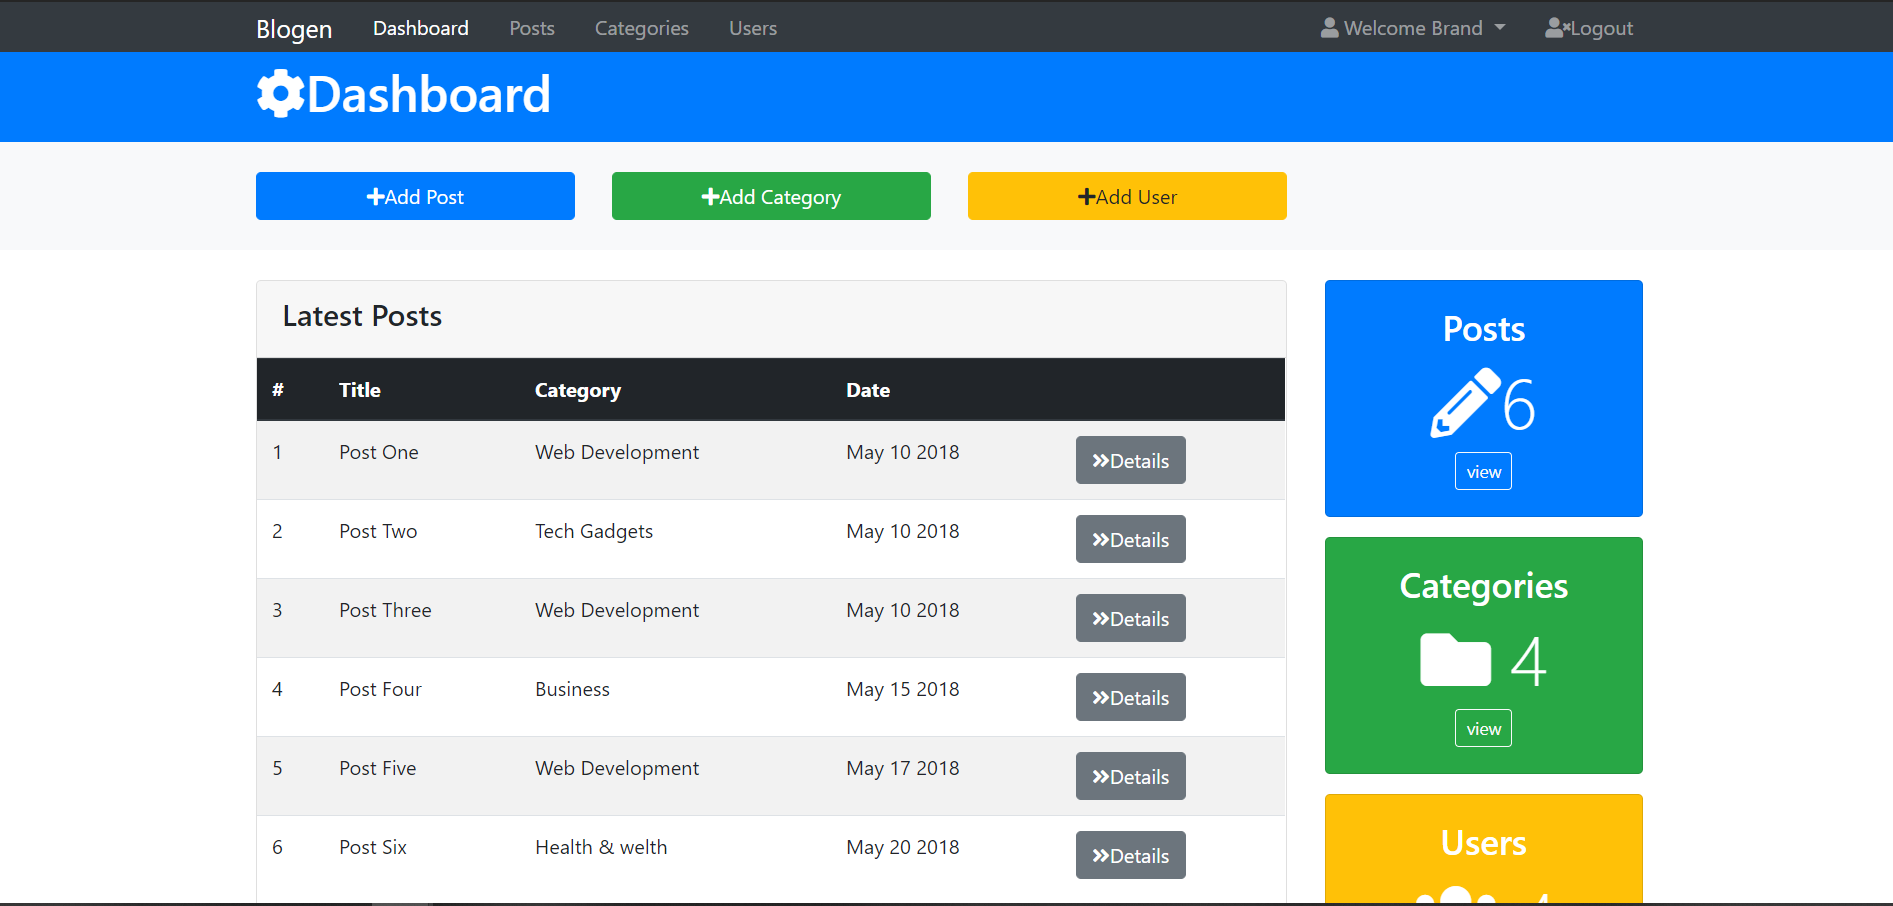 Blogen Dashboard Posts Categories Users Welcome Brand Logout
Dashboard
Add Post Add Category Add User
Latest Posts
# Title Category Date
1 Post One Web Development May 10 2018 Details
2 Post Two Tech Gadgets May 10 2018 Details
3 Post Three Web Development May 10 2018 Details
4 Post Four Business May 15 2018 Details
5 Post Five Web Development May 17 2018 Details
6 Post Six Health & welth May 20 2018 Details
Posts
6
view
Categories
4
view
Users